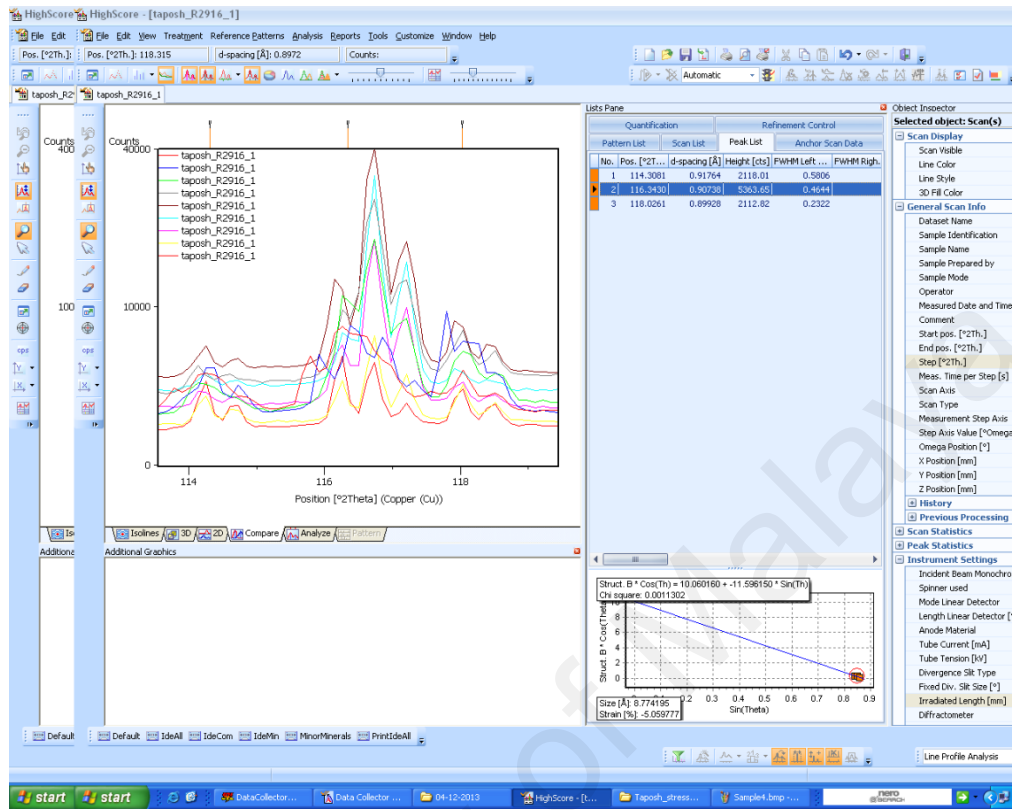 HighScore HighScore - [taposh_R2916_1]
File Edit File Edit View Treatment Reference Patterns Analysis Reports Tools Customize Window Help
Pos. [°2Th.]: Pos. [°2Th.]: 118.315 d-spacing [Å]: 0.8972 Counts:
Automatic
taposh_R2 taposh_R2916_1
Lists Pane
Object Inspector
Quantification Refinement Control
Selected object: Scan(s)
Pattern List Scan List Peak List Anchor Scan Data
No. Pos. [°2T... d-spacing [Å] Height [cts] FWHM Left ... FWHM Righ.
1 114.3081 0.91764 2118.01 0.5806
2 116.3430 0.90738 5363.65 0.4644
3 118.0261 0.89928 2112.82 0.2322
Scan Display
Scan Visible
Line Color
Line Style
3D Fill Color
General Scan Info
Dataset Name
Sample Identification
Sample Name
Sample Prepared by
Sample Mode
Operator
Measured Date and Time
Comment
Start pos. [°2Th.]
End pos. [°2Th.]
Step [°2Th.]
Meas. Time per Step [s]
Scan Axis
Scan Type
Measurement Step Axis
Step Axis Value [°Omega
Omega Position [°]
X Position [mm]
Y Position [mm]
Z Position [mm]
History
Previous Processing
Scan Statistics
Peak Statistics
Instrument Settings
Incident Beam Monochro
Spinner used
Mode Linear Detector
Length Linear Detector [°
Anode Material
Tube Current [mA]
Tube Tension [kV]
Divergence Slit Type
Fixed Div. Slit Size [°]
Irradiated Length [mm]
Diffractometer
Counts
400
100
cps
cps
Counts
40000
10000
0
taposh_R2916_1
taposh_R2916_1
taposh_R2916_1
taposh_R2916_1
taposh_R2916_1
taposh_R2916_1
taposh_R2916_1
taposh_R2916_1
114 116 118
Position [°2Theta] (Copper (Cu))
Iso Isolines 3D 2D Compare Analyze Pattern
Additiona Additional Graphics
Struct. B * Cos(Th) = 10.060160 + -11.596150 * Sin(Th)
Chi square: 0.0011302
Struct. B * Cos(Theta)
10
8
6
4
2
0
0.2 0.3 0.4 0.5 0.6 0.7 0.8 0.9
Sin(Theta)
Size [Å]: 8.774195
Strain [%]: -5.059777
Default Default IdeAll IdeCom IdeMin MinorMinerals PrintIdeAll
Line Profile Analysis
start start DataCollector... Data Collector ... 04-12-2013 HighScore - [t... Taposh_stress... Sample4.bmp -... nero
SEARCH
of Malaya